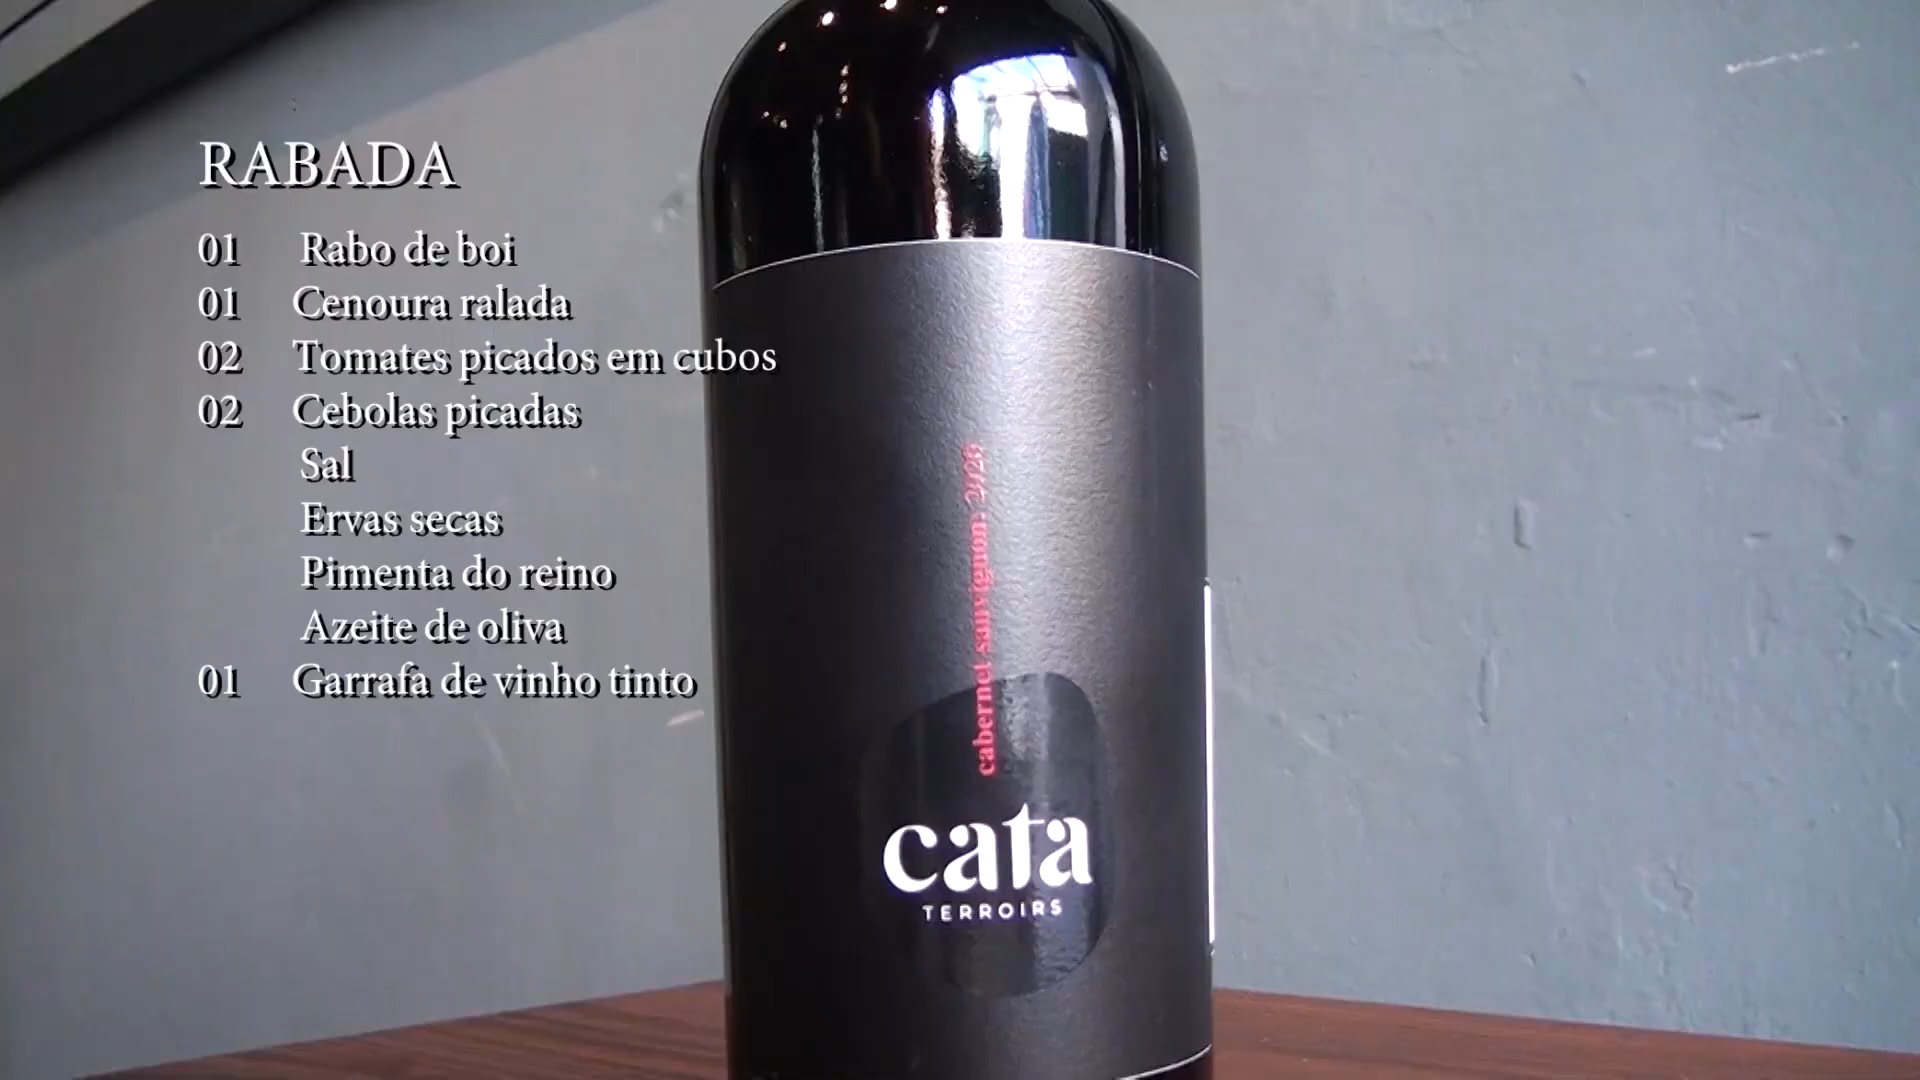 RABADA
01 Rabo de boi
01 Cenoura ralada
02 Tomates picados em cubos
02 Cebolas picadas
Sal
Ervas secas
Pimenta do reino
Azeite de oliva
01 Garrafa de vinho tinto
cabernet sauvignon. 2020
cata
TERROIRS